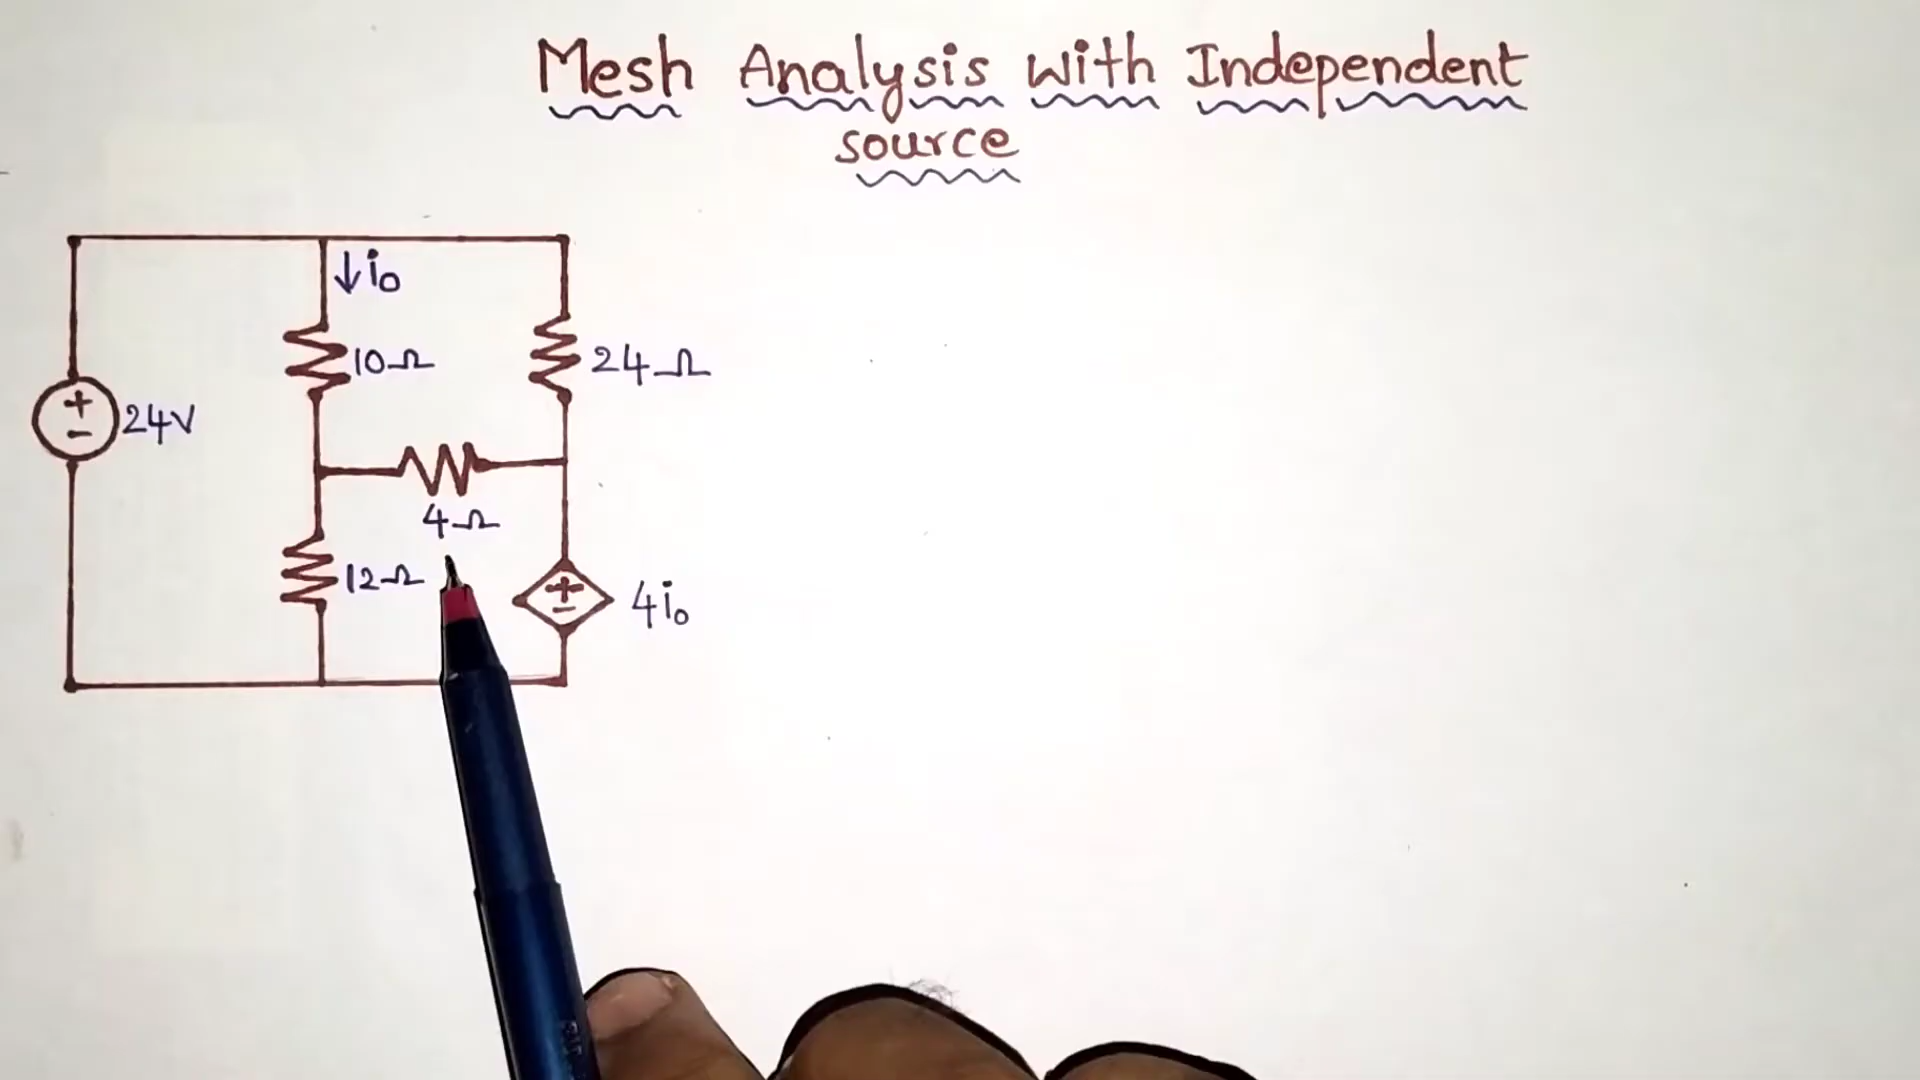 Mesh Analysis with Independent
source
↓i₀
10Ω
24Ω
+
-
24V
4Ω
12Ω
+
-
4i₀